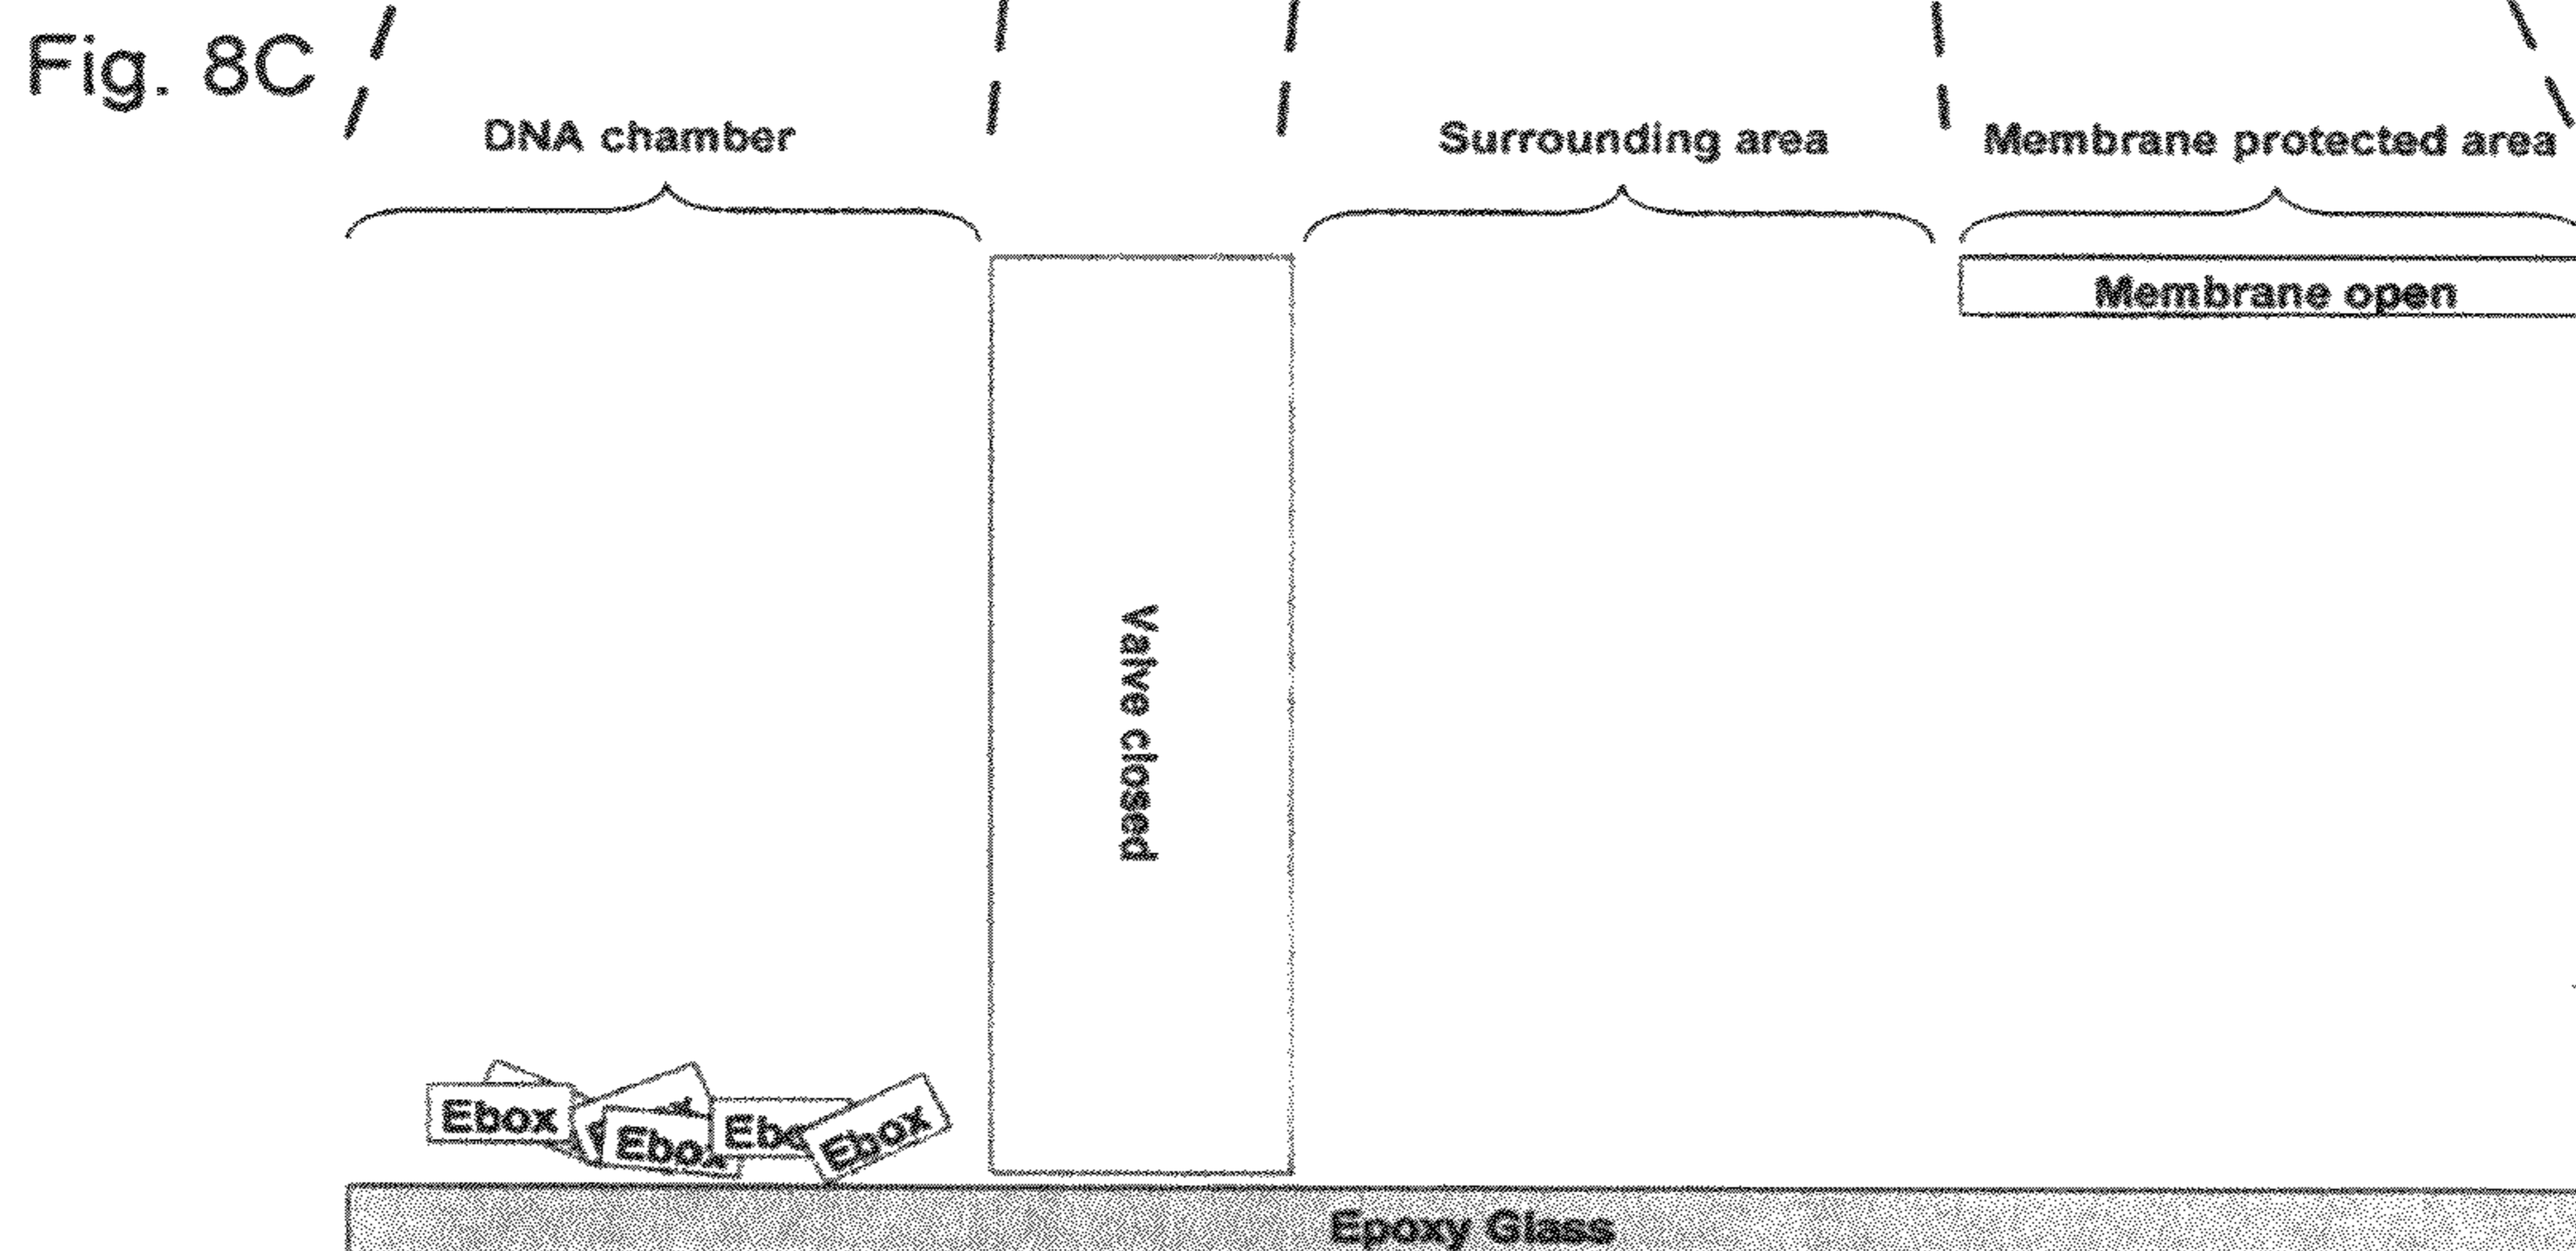 Fig. 8C
DNA chamber
Surrounding area
Membrane protected area
Membrane open
Valve closed
Ebox
Ebox
Ebox
Epoxy Glass